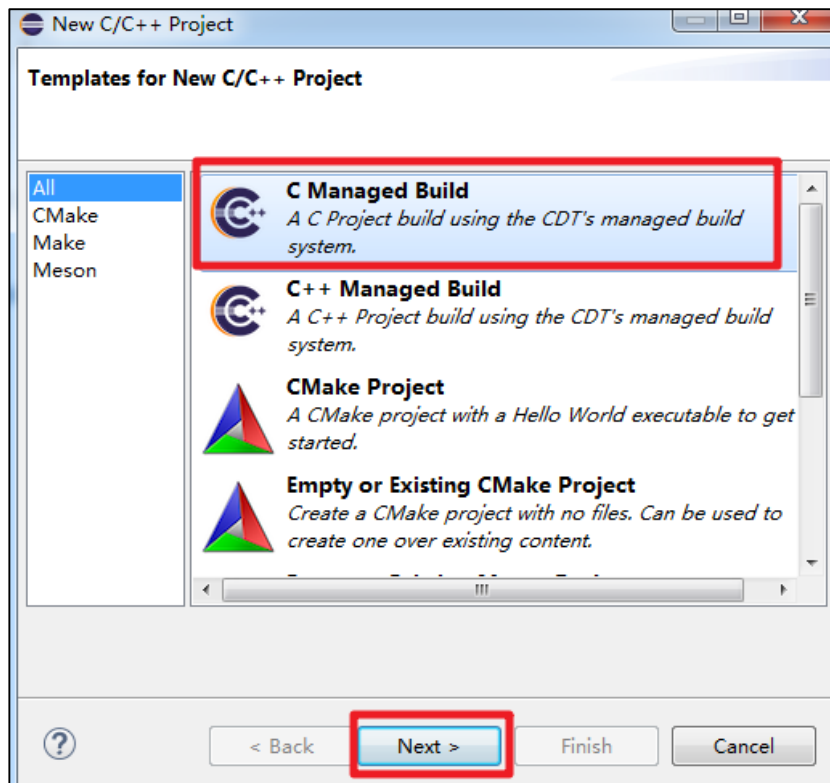 New C/C++ Project
Templates for New C/C++ Project
All
CMake
Make
Meson
C Managed Build
A C Project build using the CDT's managed build
system.
C++ Managed Build
A C++ Project build using the CDT's managed build
system.
CMake Project
A CMake project with a Hello World executable to get
started.
Empty or Existing CMake Project
Create a CMake project with no files. Can be used to
create one over existing content.
< Back
Next >
Finish
Cancel